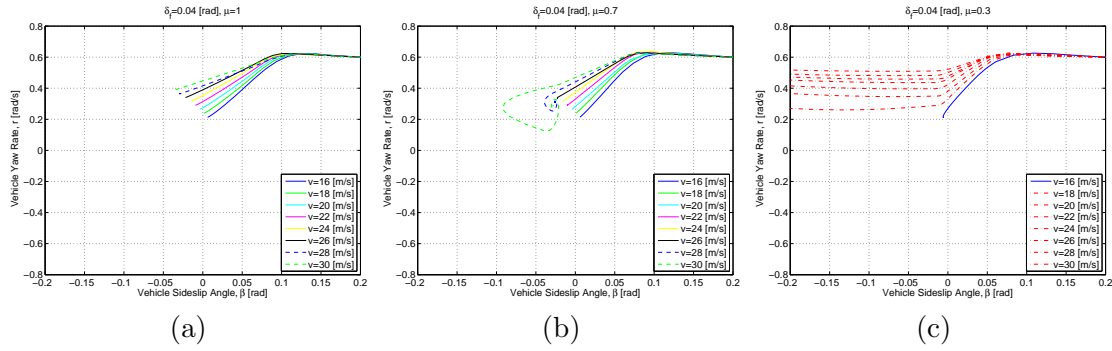 δf=0.04 [rad], μ=1
Vehicle Yaw Rate, r [rad/s]
0.8
0.6
0.4
0.2
0
−0.2
−0.4
−0.6
−0.8
v=16 [m/s]
v=18 [m/s]
v=20 [m/s]
v=22 [m/s]
v=24 [m/s]
v=26 [m/s]
v=28 [m/s]
v=30 [m/s]
−0.2 −0.15 −0.1 −0.05 0 0.05 0.1 0.15 0.2
Vehicle Sideslip Angle, β [rad]
(a)
δf=0.04 [rad], μ=0.7
Vehicle Yaw Rate, r [rad/s]
0.8
0.6
0.4
0.2
0
−0.2
−0.4
−0.6
−0.8
v=16 [m/s]
v=18 [m/s]
v=20 [m/s]
v=22 [m/s]
v=24 [m/s]
v=26 [m/s]
v=28 [m/s]
v=30 [m/s]
−0.2 −0.15 −0.1 −0.05 0 0.05 0.1 0.15 0.2
Vehicle Sideslip Angle, β [rad]
(b)
δf=0.04 [rad], μ=0.3
Vehicle Yaw Rate, r [rad/s]
0.8
0.6
0.4
0.2
0
−0.2
−0.4
−0.6
−0.8
v=16 [m/s]
v=18 [m/s]
v=20 [m/s]
v=22 [m/s]
v=24 [m/s]
v=26 [m/s]
v=28 [m/s]
v=30 [m/s]
−0.2 −0.15 −0.1 −0.05 0 0.05 0.1 0.15 0.2
Vehicle Sideslip Angle, β [rad]
(c)